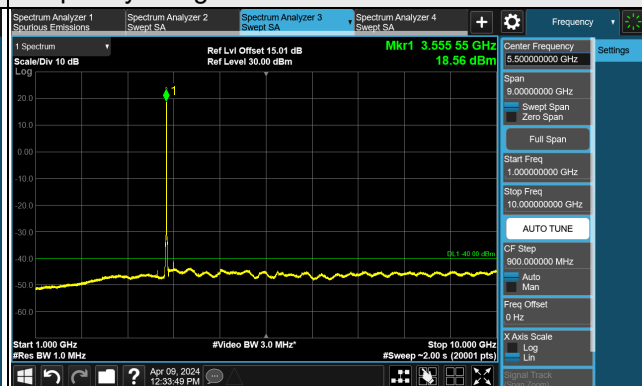 Spectrum Analyzer 1
Spurious Emissions
Spectrum Analyzer 2
Swept SA
Spectrum Analyzer 3
Swept SA
Spectrum Analyzer 4
Swept SA
+
Frequency
1 Spectrum
Scale/Div 10 dB
Log
Ref Lvl Offset 15.01 dB
Ref Level 30.00 dBm
Mkr1 3.555 55 GHz
18.56 dBm
1
20.0
10.0
0.00
-10.0
-20.0
-30.0
-40.0
-50.0
-60.0
DL1 -40.00 dBm
Start 1.000 GHz
#Res BW 1.0 MHz
#Video BW 3.0 MHz*
Stop 10.000 GHz
#Sweep ~2.00 s (20001 pts)
Center Frequency
5.500000000 GHz
Settings
Span
9.00000000 GHz
Swept Span
Zero Span
Full Span
Start Freq
1.000000000 GHz
Stop Freq
10.000000000 GHz
AUTO TUNE
CF Step
900.000000 MHz
Auto
Man
Freq Offset
0 Hz
X Axis Scale
Log
Lin
Signal Track
(Span Zoom)
?
Apr 09, 2024
12:33:49 PM